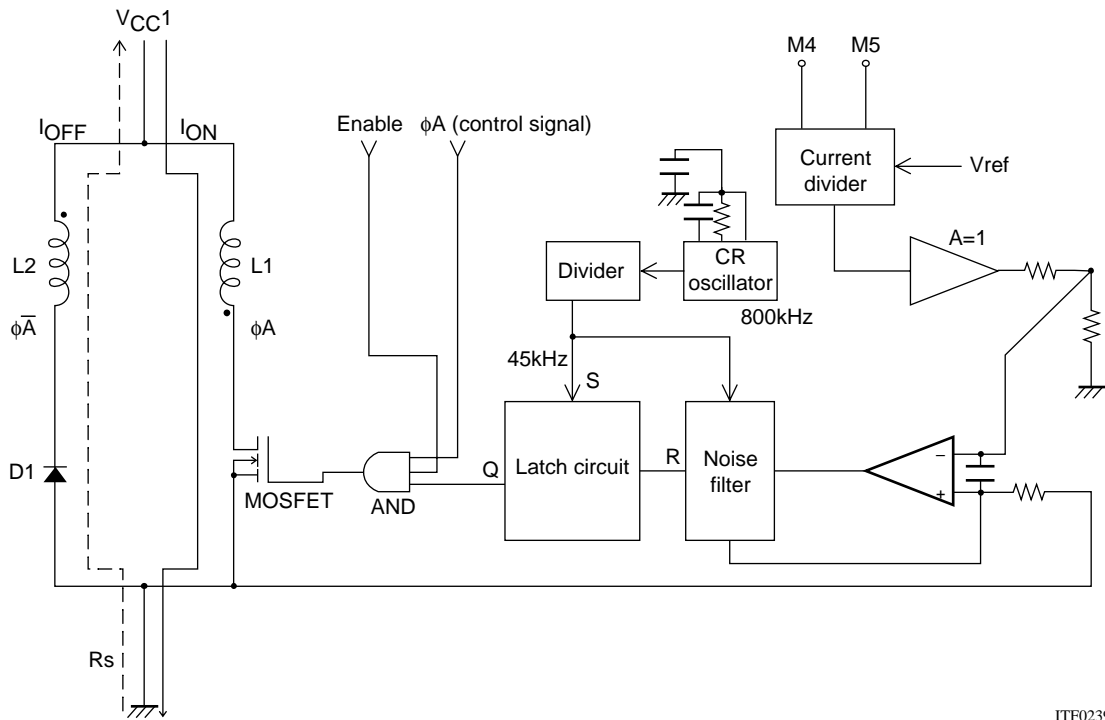 VCC1
M4 M5
IOFF ION
Enable ϕA (control signal)
Current divider
Vref
A=1
L2 L1
Divider
CR oscillator
800kHz
ϕA̅ ϕA
45kHz
S
D1
MOSFET
AND
Q
Latch circuit
R
Noise filter
−
+
Rs